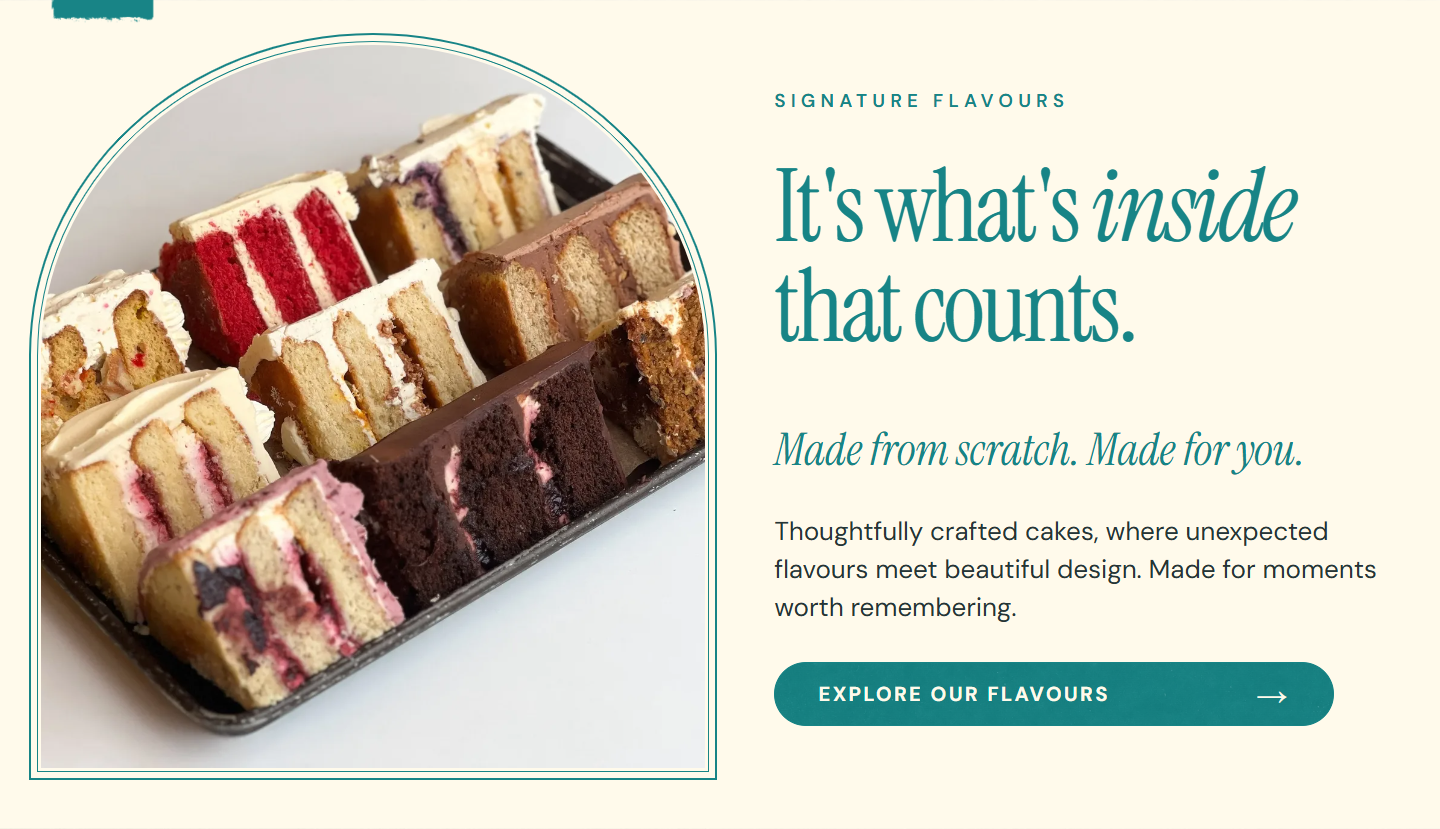 SIGNATURE FLAVOURS
It's what's inside
that counts.
Made from scratch. Made for you.
Thoughtfully crafted cakes, where unexpected
flavours meet beautiful design. Made for moments
worth remembering.
EXPLORE OUR FLAVOURS →